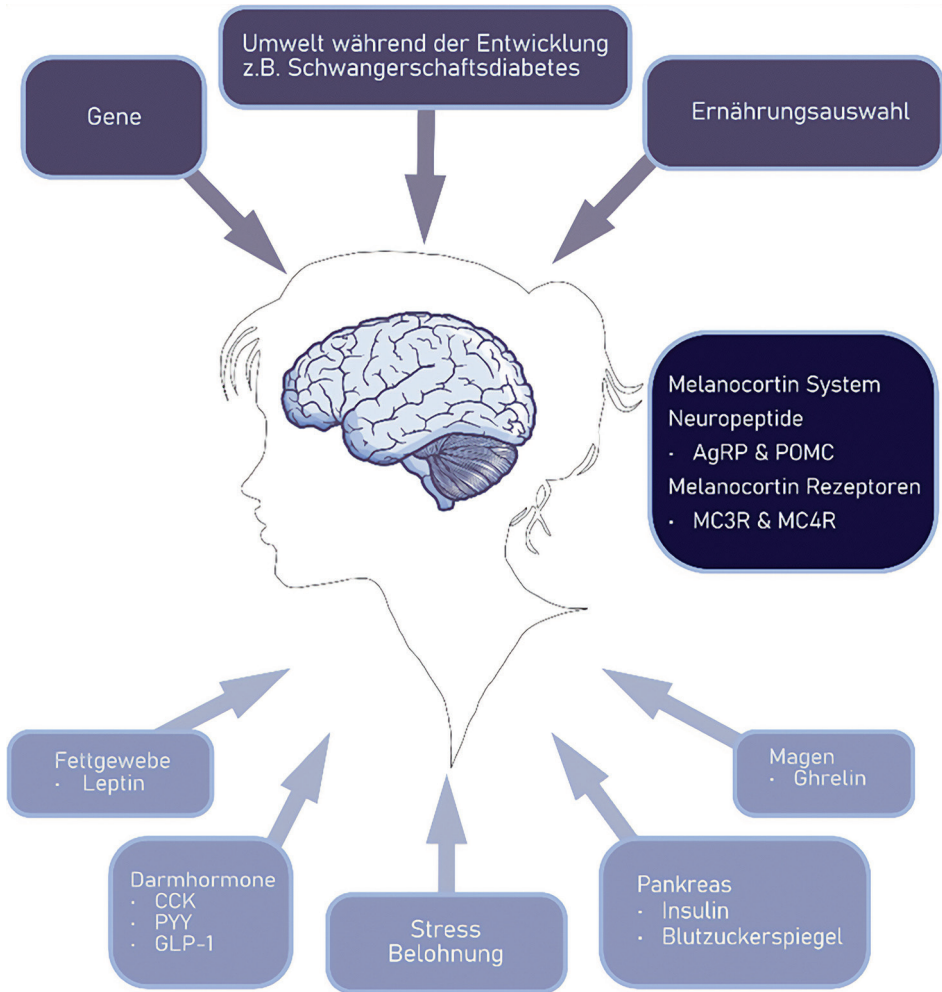 Umwelt während der Entwicklung
z.B. Schwangerschaftsdiabetes
Gene
Ernährungsauswahl
Melanocortin System
Neuropeptide
· AgRP & POMC
Melanocortin Rezeptoren
· MC3R & MC4R
Fettgewebe
· Leptin
Magen
· Ghrelin
Darmhormone
· CCK
· PYY
· GLP-1
Stress
Belohnung
Pankreas
· Insulin
· Blutzuckerspiegel